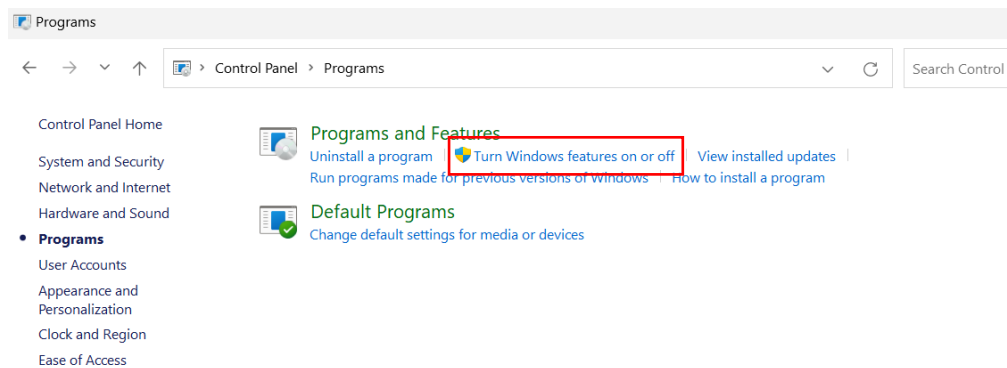 Programs
Control Panel > Programs
Search Control
Control Panel Home
System and Security
Network and Internet
Hardware and Sound
Programs
User Accounts
Appearance and
Personalization
Clock and Region
Ease of Access
Programs and Features
Uninstall a program | Turn Windows features on or off | View installed updates |
Run programs made for previous versions of Windows | How to install a program
Default Programs
Change default settings for media or devices